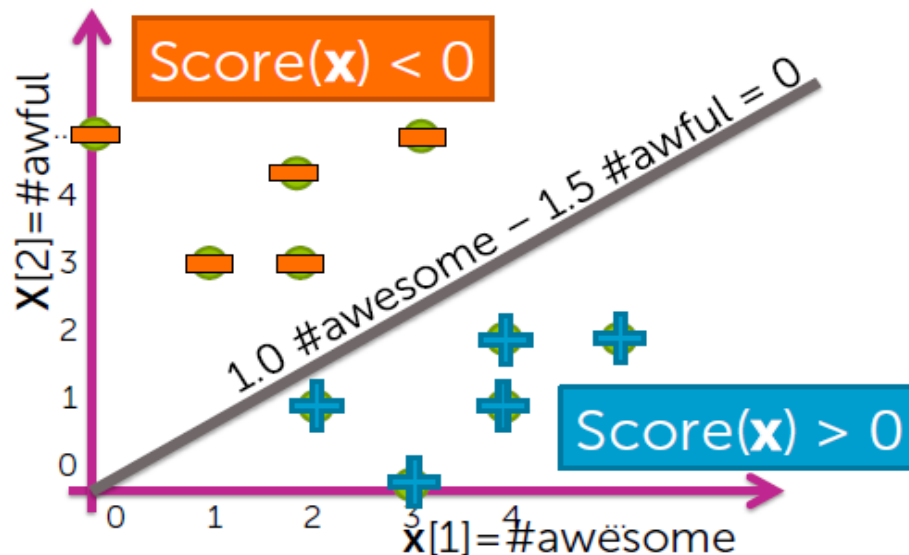 Score(x) < 0
X[2]=#awful
...
4
3
2
1
0
1.0 #awesome – 1.5 #awful = 0
Score(x) > 0
0 1 2 3 4 ...
x[1]=#awesome